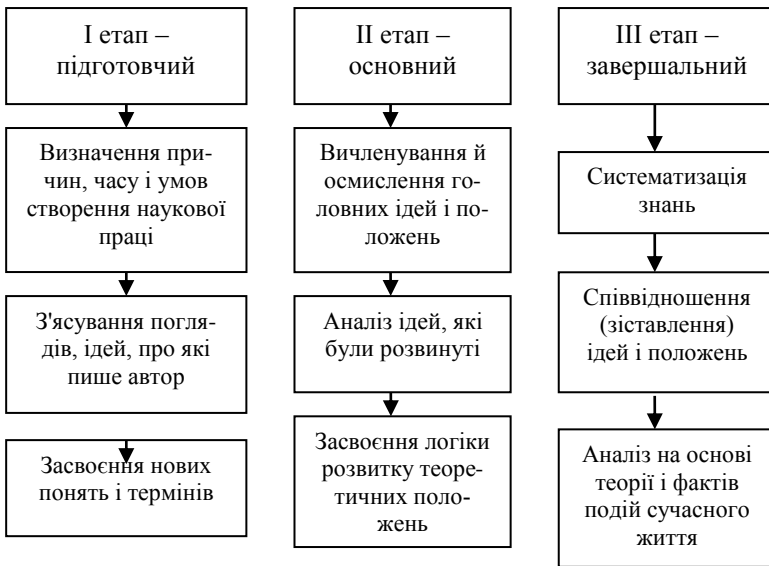 І етап –
підготовчий
Визначення при-
чин, часу і умов
створення наукової
праці
З'ясування погля-
дів, ідей, про які
пише автор
Засвоєння нових
понять і термінів
ІІ етап –
основний
Вичленування й
осмислення го-
ловних ідей і по-
ложень
Аналіз ідей, які
були розвинуті
Засвоєння логіки
розвитку теоре-
тичних поло-
жень
ІІІ етап –
завершальний
Систематизація
знань
Співвідношення
(зіставлення)
ідей і положень
Аналіз на основі
теорії і фактів
подій сучасного
життя